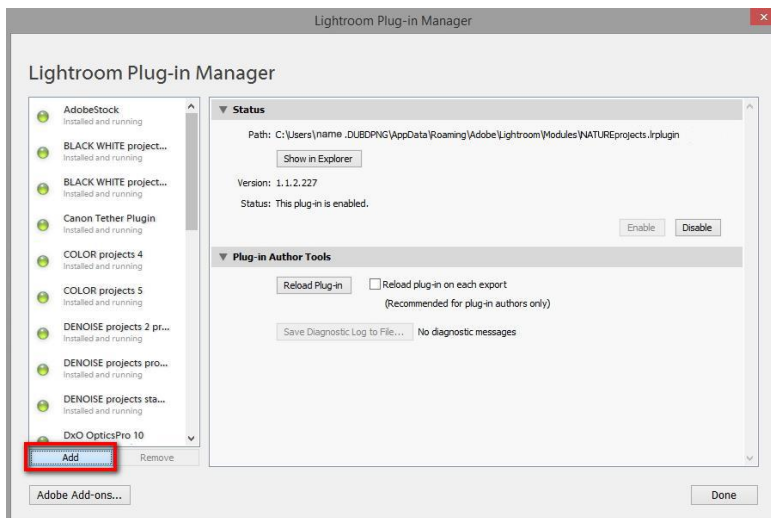 Lightroom Plug-in Manager
x
Lightroom Plug-in Manager
AdobeStock
Installed and running
BLACK WHITE project...
Installed and running
BLACK WHITE project...
Installed and running
Canon Tether Plugin
Installed and running
COLOR projects 4
Installed and running
COLOR projects 5
Installed and running
DENOISE projects 2 pr...
Installed and running
DENOISE projects pro...
Installed and running
DENOISE projects sta...
Installed and running
DxO OpticsPro 10
Add Remove
Adobe Add-ons...
Status
Path: C:\Users\name .DUBDPNG\AppData\Roaming\Adobe\Lightroom\Modules\NATUREprojects.lrplugin
Show in Explorer
Version: 1.1.2.227
Status: This plug-in is enabled.
Enable Disable
Plug-in Author Tools
Reload Plug-in Reload plug-in on each export
(Recommended for plug-in authors only)
Save Diagnostic Log to File... No diagnostic messages
Done